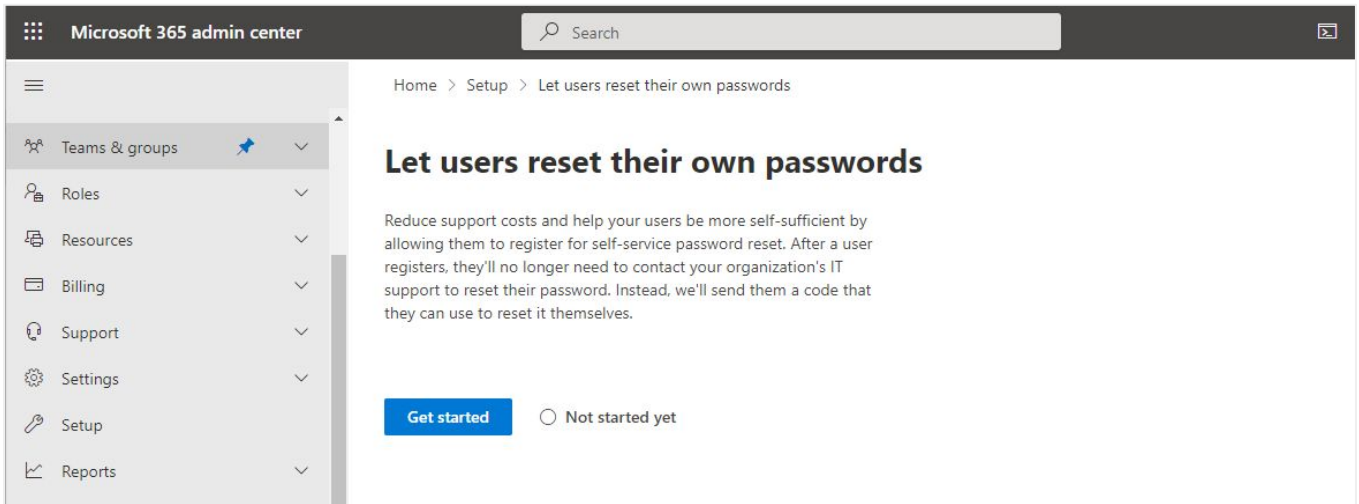 Microsoft 365 admin center
Search
Home > Setup > Let users reset their own passwords
Teams & groups
Roles
Resources
Billing
Support
Settings
Setup
Reports
Let users reset their own passwords
Reduce support costs and help your users be more self-sufficient by
allowing them to register for self-service password reset. After a user
registers, they'll no longer need to contact your organization's IT
support to reset their password. Instead, we'll send them a code that
they can use to reset it themselves.
Get started
Not started yet